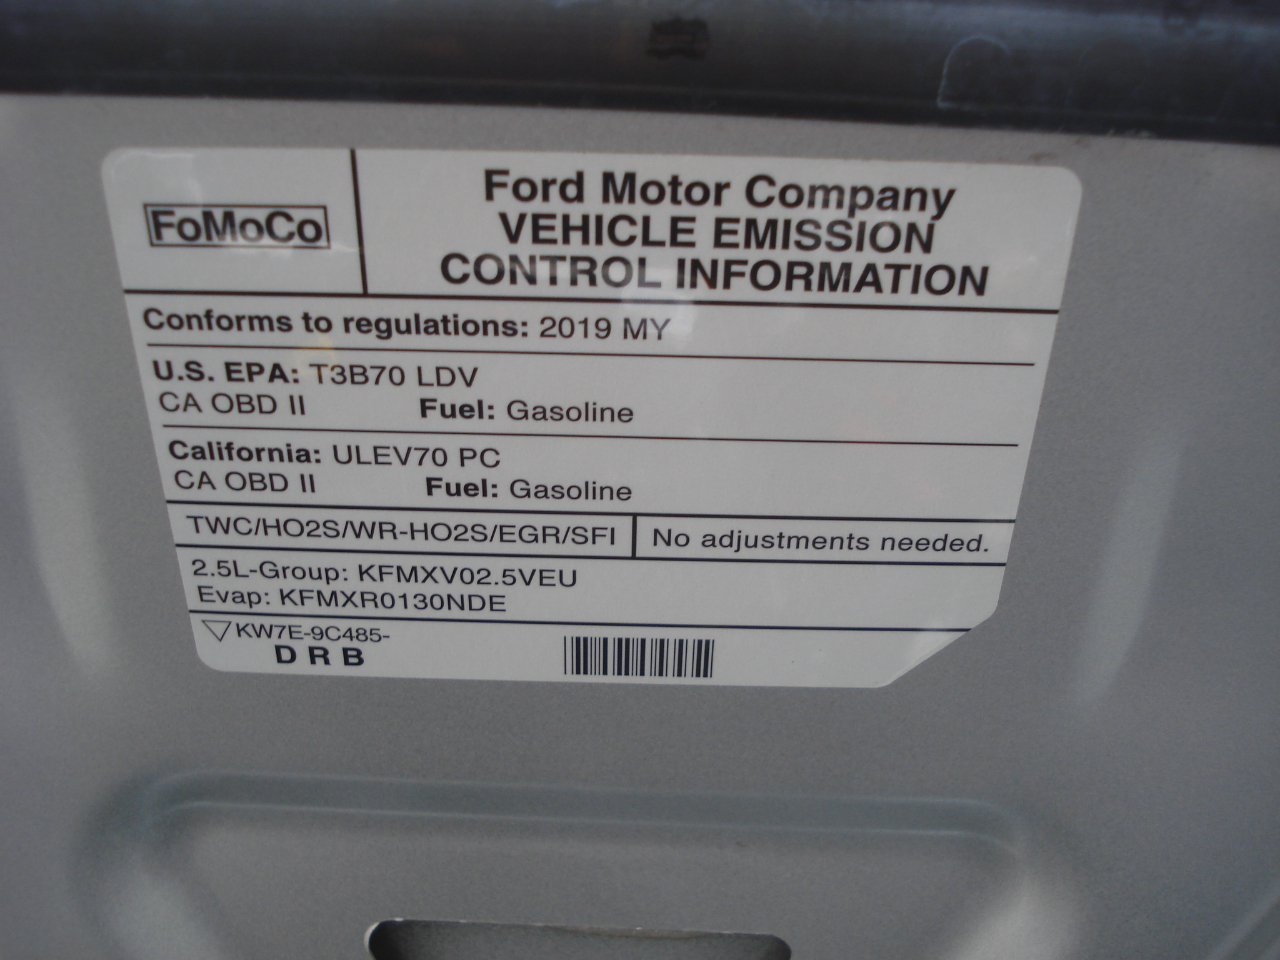 FoMoCo
Ford Motor Company
VEHICLE EMISSION
CONTROL INFORMATION
Conforms to regulations: 2019 MY
U.S. EPA: T3B70 LDV
CA OBD II Fuel: Gasoline
California: ULEV70 PC
CA OBD II Fuel: Gasoline
TWC/HO2S/WR-HO2S/EGR/SFI No adjustments needed.
2.5L-Group: KFMXV02.5VEU
Evap: KFMXR0130NDE
KW7E-9C485-
DRB